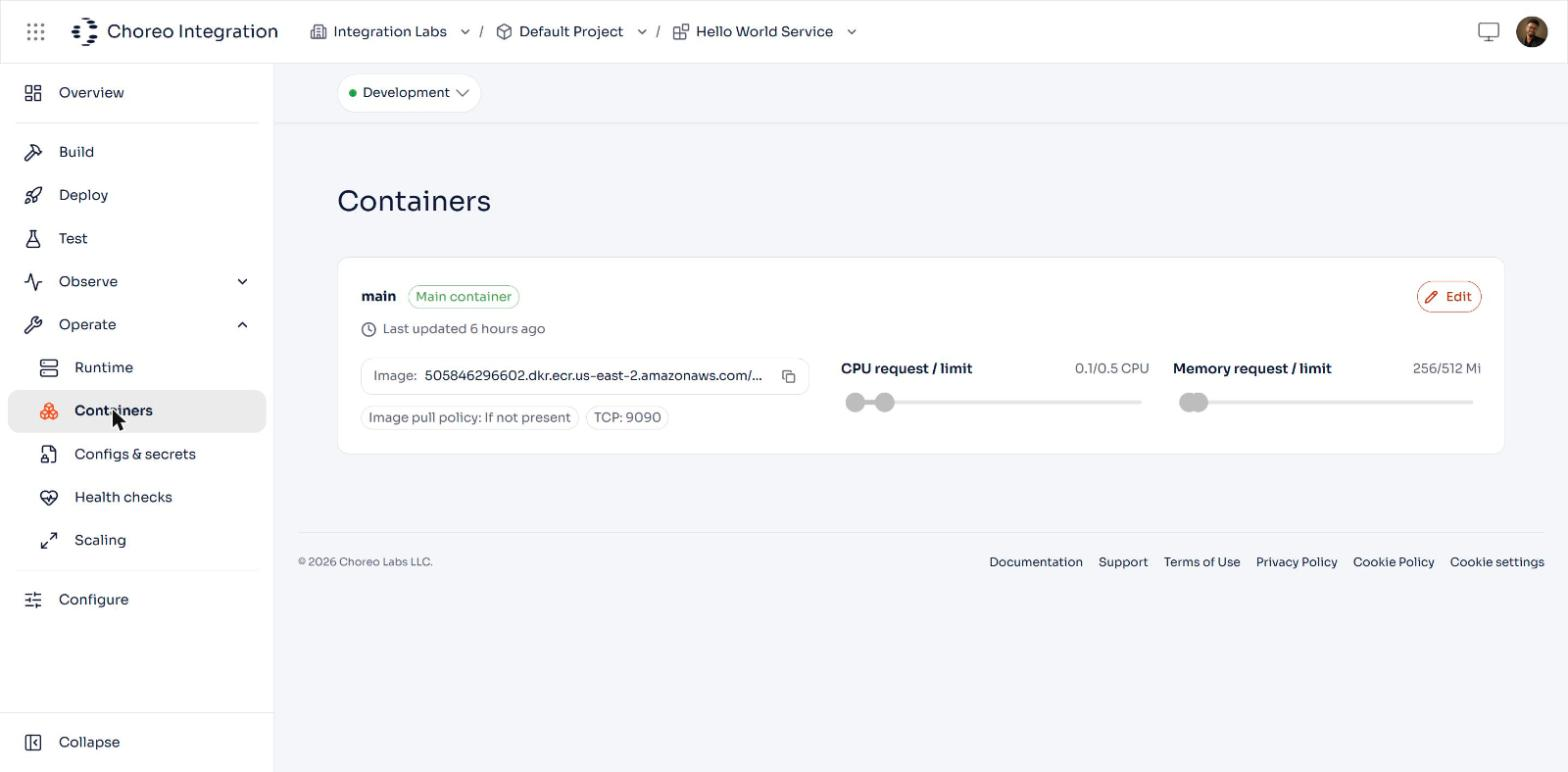 Choreo Integration
Integration Labs / Default Project / Hello World Service
Overview
Build
Deploy
Test
Observe
Operate
Runtime
Containers
Configs & secrets
Health checks
Scaling
Configure
Collapse
Development
Containers
main Main container
Edit
Last updated 6 hours ago
Image: 505846296602.dkr.ecr.us-east-2.amazonaws.com/...
Image pull policy: If not present TCP: 9090
CPU request / limit 0.1/0.5 CPU
Memory request / limit 256/512 Mi
© 2026 Choreo Labs LLC.
Documentation Support Terms of Use Privacy Policy Cookie Policy Cookie settings